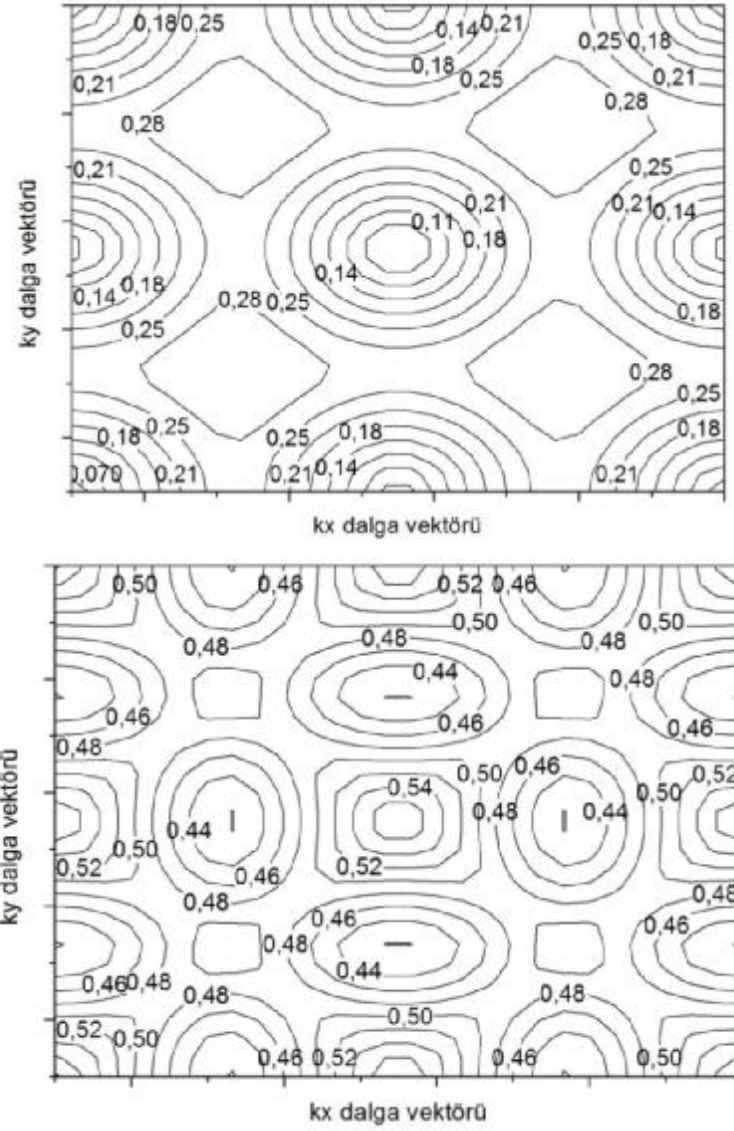 0,18 0,25 0,14 0,21 0,25 0,18
0,18 0,21
0,21 0,25
0,28 0,28
0,21 0,25
0,11 0,21 0,21 0,14
0,18
0,14
0,14 0,18 0,28 0,25 0,18
0,25
0,28
0,25 0,25 0,18 0,25
0,18 0,18
0,070 0,21 0,21 0,14 0,21
ky dalga vektörü
kx dalga vektörü
0,50 0,46 0,52 0,46
0,50 0,50
0,48 0,48 0,48
0,44 0,48
0,46 0,46 0,46
0,48 0,50 0,46 0,52
0,54 0,50
0,44 0,48 0,44
0,50
0,52 0,46 0,52
0,48 0,48
0,46 0,46
0,48
0,44
0,46 0,48 0,48 0,48
0,52 0,50 0,50
0,46 0,52 0,46 0,50
ky dalga vektörü
kx dalga vektörü